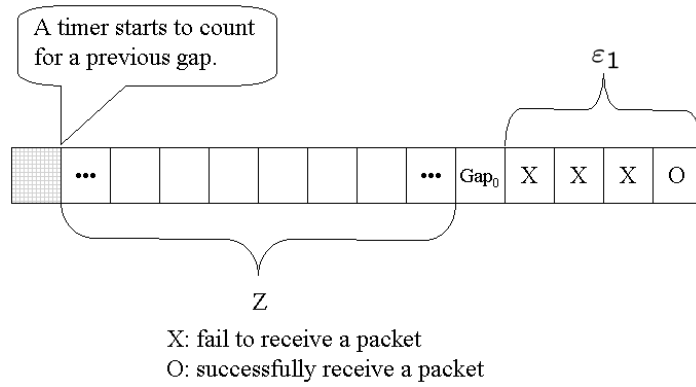 A timer starts to count
for a previous gap.
ε1
••• ••• Gap0 X X X O
Z
X: fail to receive a packet
O: successfully receive a packet